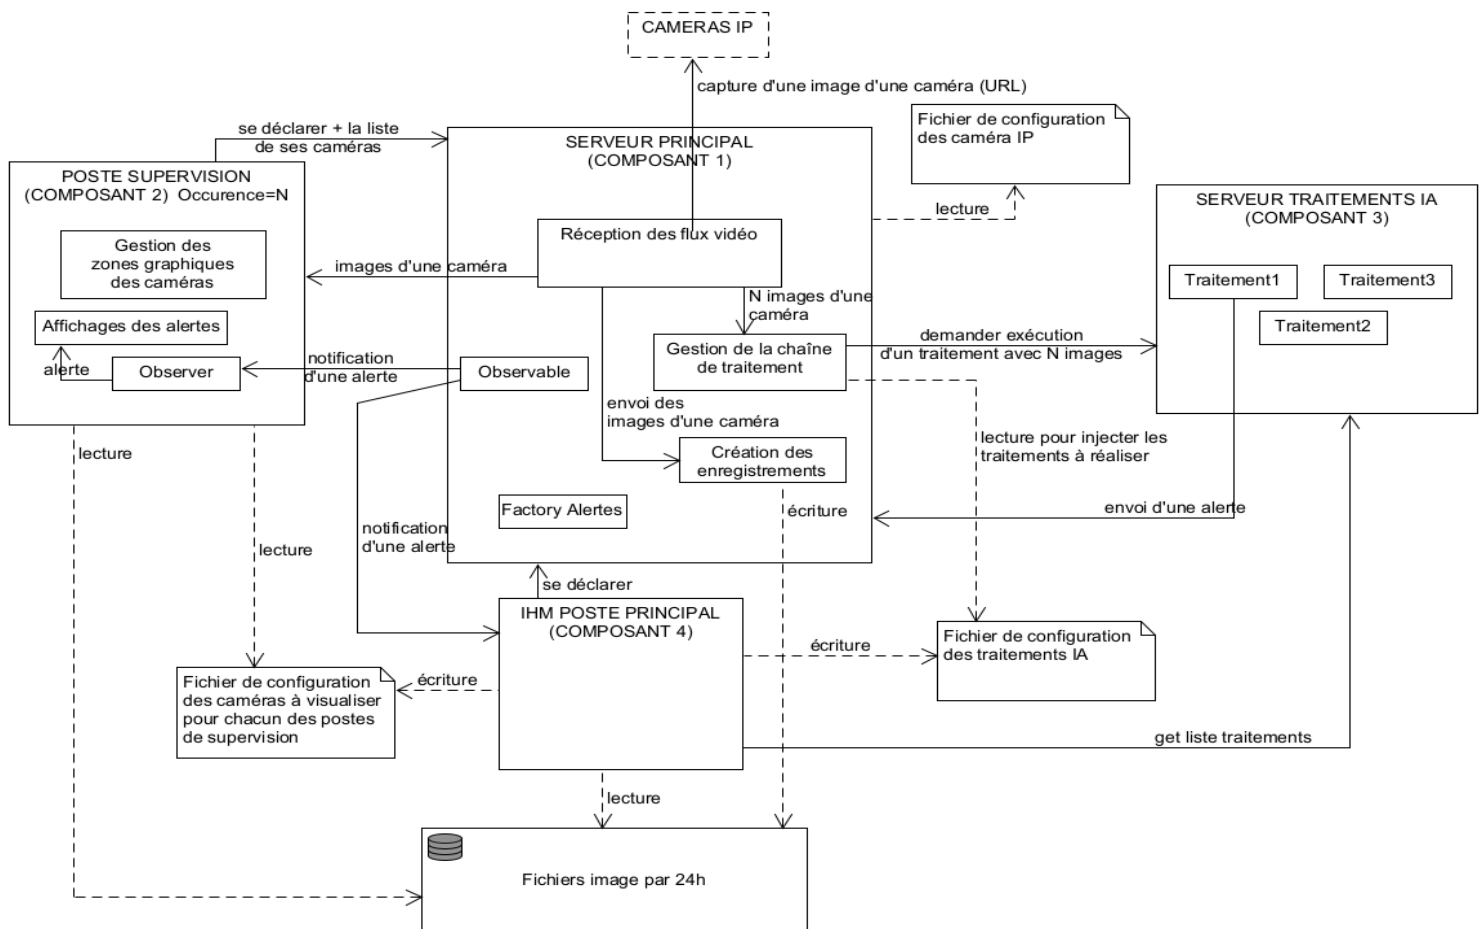 CAMERAS IP
capture d'une image d'une caméra (URL)
se déclarer + la liste
de ses caméras
SERVEUR PRINCIPAL
(COMPOSANT 1)
Fichier de configuration
des caméra IP
POSTE SUPERVISION
(COMPOSANT 2)  Occurence=N
lecture
SERVEUR TRAITEMENTS IA
(COMPOSANT 3)
Gestion des
zones graphiques
des caméras
images d'une caméra
Réception des flux vidéo
Traitement1
Traitement3
Traitement2
N images d'une
caméra
Affichages des alertes
alerte
Observer
notification
d'une alerte
Observable
Gestion de la chaîne
de traitement
demander exécution
d'un traitement avec N images
envoi des
images d'une caméra
lecture
lecture pour injecter les
traitements à réaliser
Création des
enregistrements
Factory Alertes
écriture
envoi d'une alerte
notification
d'une alerte
lecture
se déclarer
IHM POSTE PRINCIPAL
(COMPOSANT 4)
écriture
Fichier de configuration
des traitements IA
Fichier de configuration
des caméras à visualiser
pour chacun des postes
de supervision
écriture
get liste traitements
lecture
Fichiers image par 24h